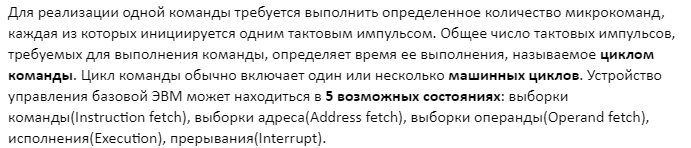 Для реализации одной команды требуется выполнить определенное количество микрокоманд,
каждая из которых инициируется одним тактовым импульсом. Общее число тактовых импульсов,
требуемых для выполнения команды, определяет время ее выполнения, называемое циклом
команды. Цикл команды обычно включает один или несколько машинных циклов. Устройство
управления базовой ЭВМ может находиться в 5 возможных состояниях: выборки
команды(Instruction fetch), выборки адреса(Address fetch), выборки операнды(Operand fetch),
исполнения(Execution), прерывания(Interrupt).